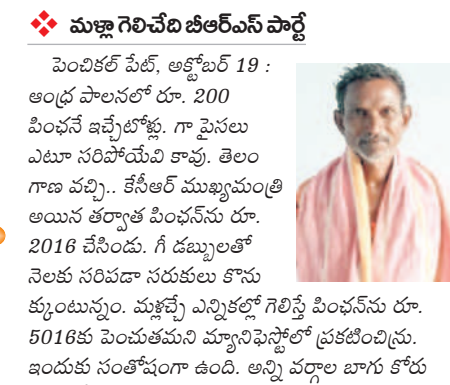 మళ్లా గెలిచేది బీఆర్ఎస్ పార్టే
పెంచికల్ పేట్, అక్టోబర్ 19 :
ఆంధ్ర పాలనలో రూ. 200
పింఛనే ఇచ్చేటోళ్లు. గా పైసలు
ఎటూ సరిపోయేవి కావు. తెలం
గాణ వచ్చి.. కేసీఆర్ ముఖ్యమంత్రి
అయిన తర్వాత పింఛన్‌ను రూ.
2016 చేసిండు. గీ డబ్బులతో
నెలకు సరిపడా సరుకులు కొను
క్కుంటున్నం. మళ్లచ్చే ఎన్నికల్లో గెలిస్తే పింఛన్‌ను రూ.
5016కు పెంచుతమని మ్యానిఫెస్టోలో ప్రకటించిన్రు.
ఇందుకు సంతోషంగా ఉంది. అన్ని వర్గాల బాగు కోరు